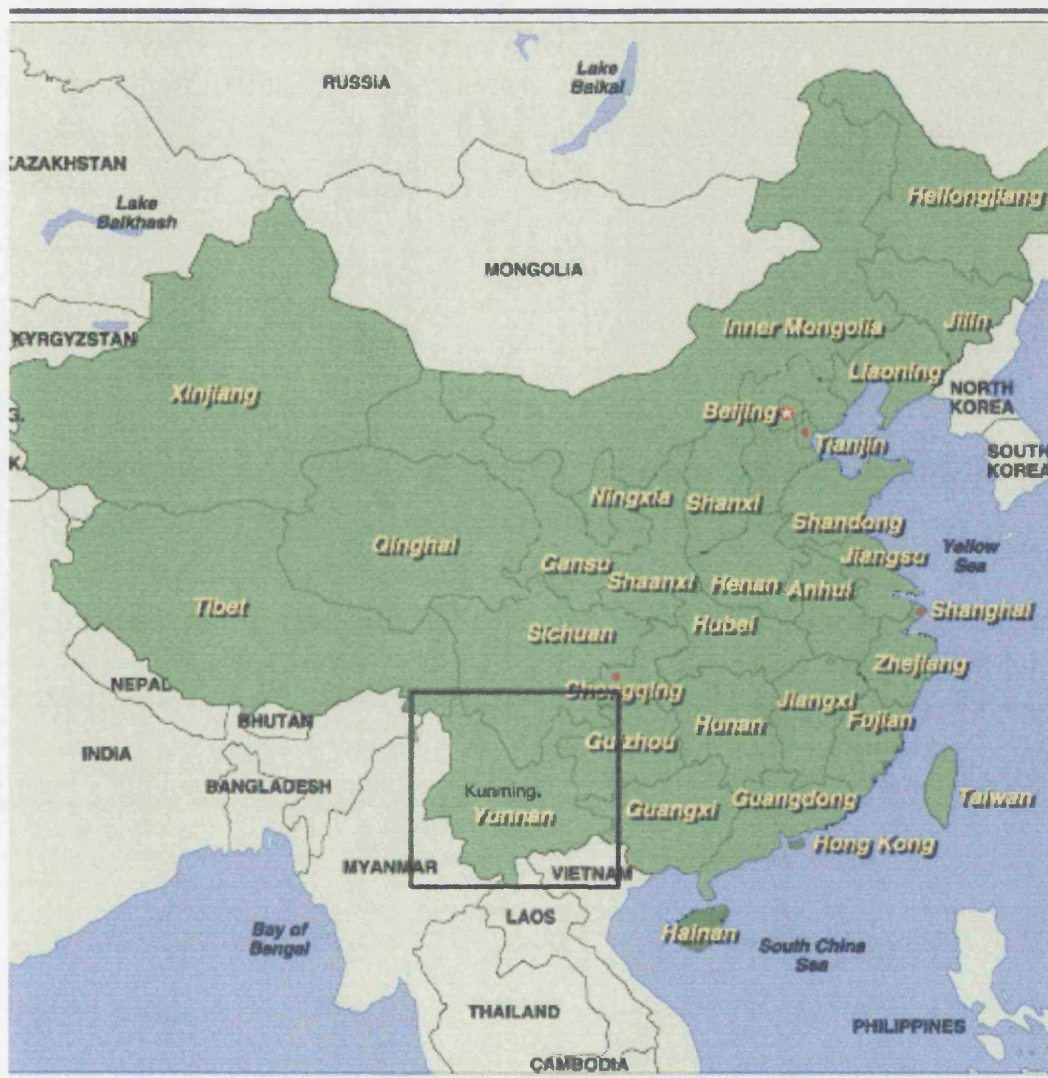 RUSSIA
Lake
Baikal
KAZAKHSTAN
Heilongjiang
Lake
Balkhash
MONGOLIA
Inner Mongolia
Jilin
KYRGYZSTAN
Liaoning
Xinjiang
NORTH
KOREA
Beijing
G.
Tianjin
SOUTH
KOREA
K.
Ningxia
Shanxi
Shandong
Qinghai
Jiangsu
Yellow
Sea
Gansu
Shaanxi
Henan
Anhui
Tibet
Shanghai
Hubei
Sichuan
Zhejiang
NEPAL
Chongqing
Jiangxi
BHUTAN
Hunan
Fujian
Guizhou
INDIA
BANGLADESH
Kunming.
Guangdong
Taiwan
Yunnan
Guangxi
Hong Kong
MYANMAR
VIETNAM
LAOS
Bay of
Bengal
Hainan
South China
Sea
THAILAND
PHILIPPINES
CAMBODIA